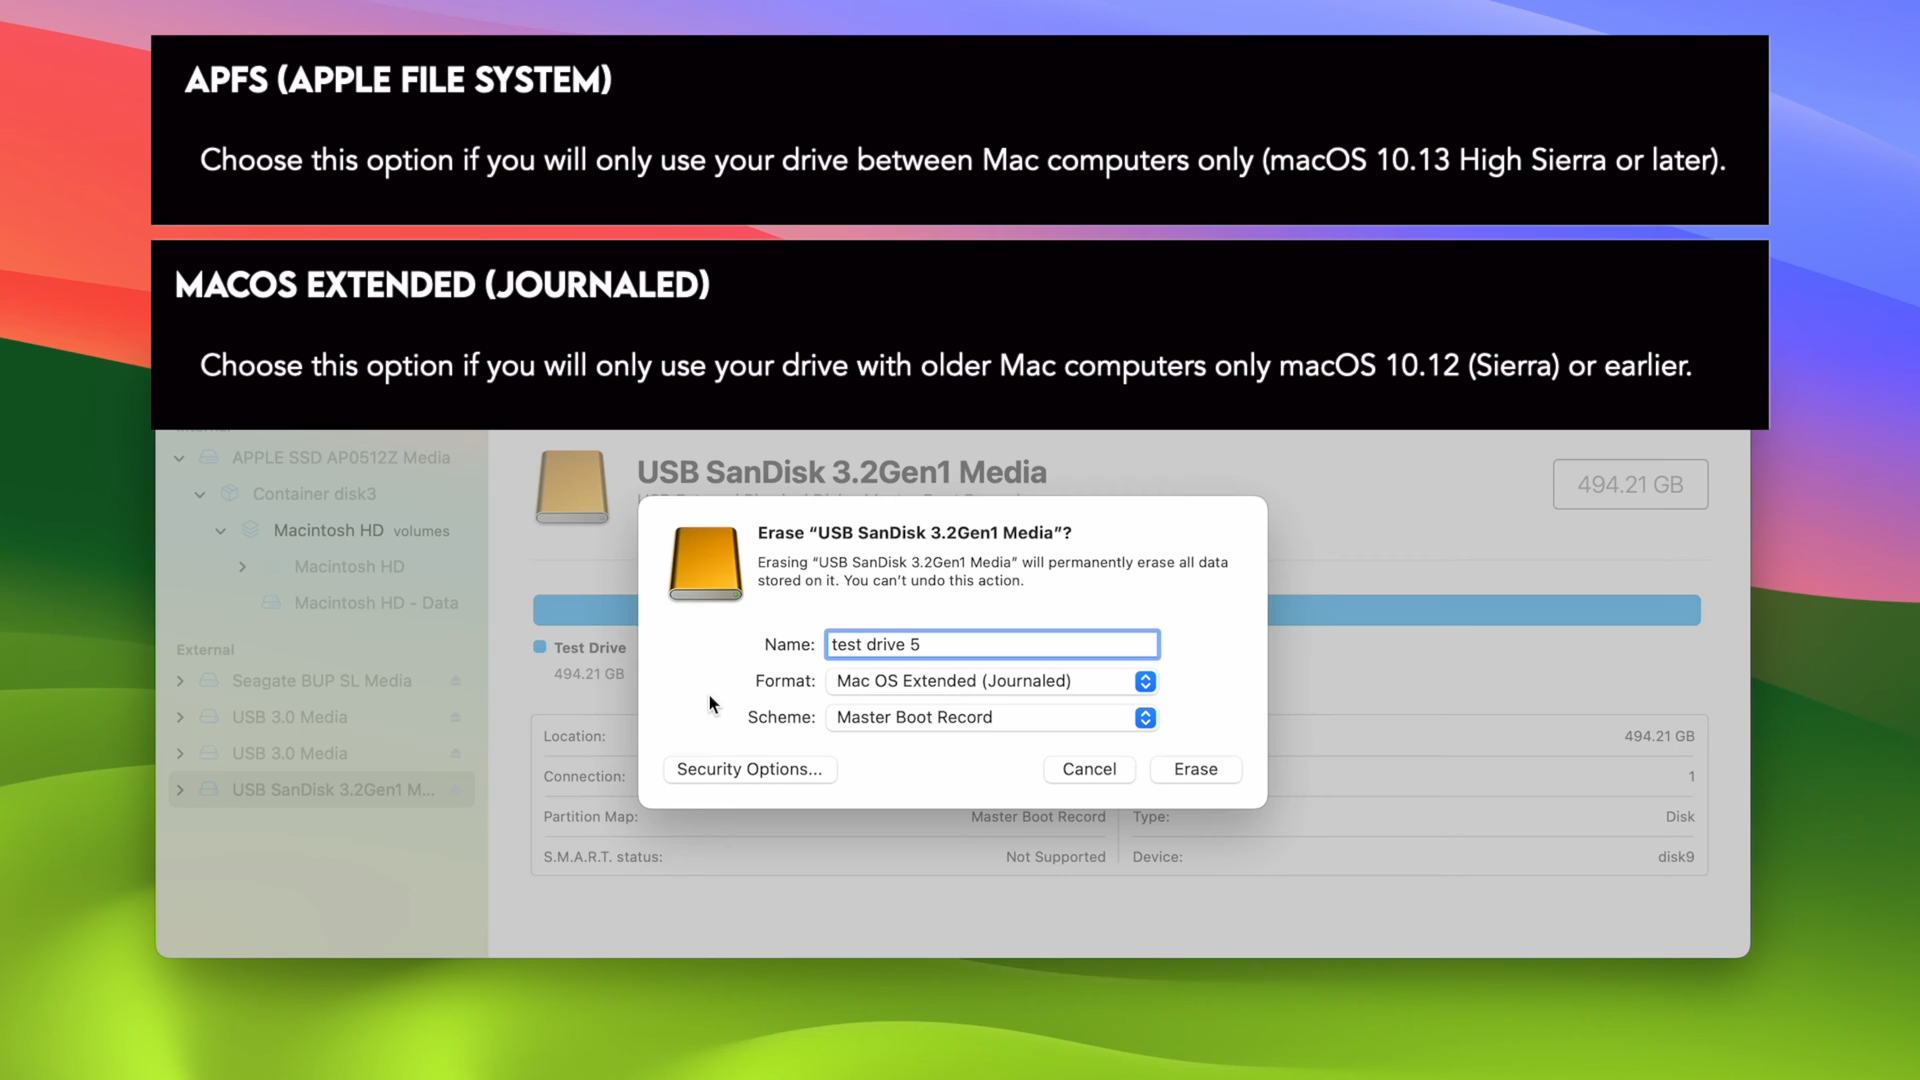 APFS (APPLE FILE SYSTEM)
Choose this option if you will only use your drive between Mac computers only (macOS 10.13 High Sierra or later).
MACOS EXTENDED (JOURNALED)
Choose this option if you will only use your drive with older Mac computers only macOS 10.12 (Sierra) or earlier.
APPLE SSD AP0512Z Media
Container disk3
Macintosh HD volumes
Macintosh HD
Macintosh HD - Data
External
Seagate BUP SL Media
USB 3.0 Media
USB 3.0 Media
USB SanDisk 3.2Gen1 M...
USB SanDisk 3.2Gen1 Media
494.21 GB
Test Drive
494.21 GB
Erase “USB SanDisk 3.2Gen1 Media”?
Erasing “USB SanDisk 3.2Gen1 Media” will permanently erase all data
stored on it. You can’t undo this action.
Name: test drive 5
Format: Mac OS Extended (Journaled)
Scheme: Master Boot Record
Security Options... Cancel Erase
Location: 494.21 GB
Connection: 1
Partition Map: Master Boot Record Type: Disk
S.M.A.R.T. status: Not Supported Device: disk9